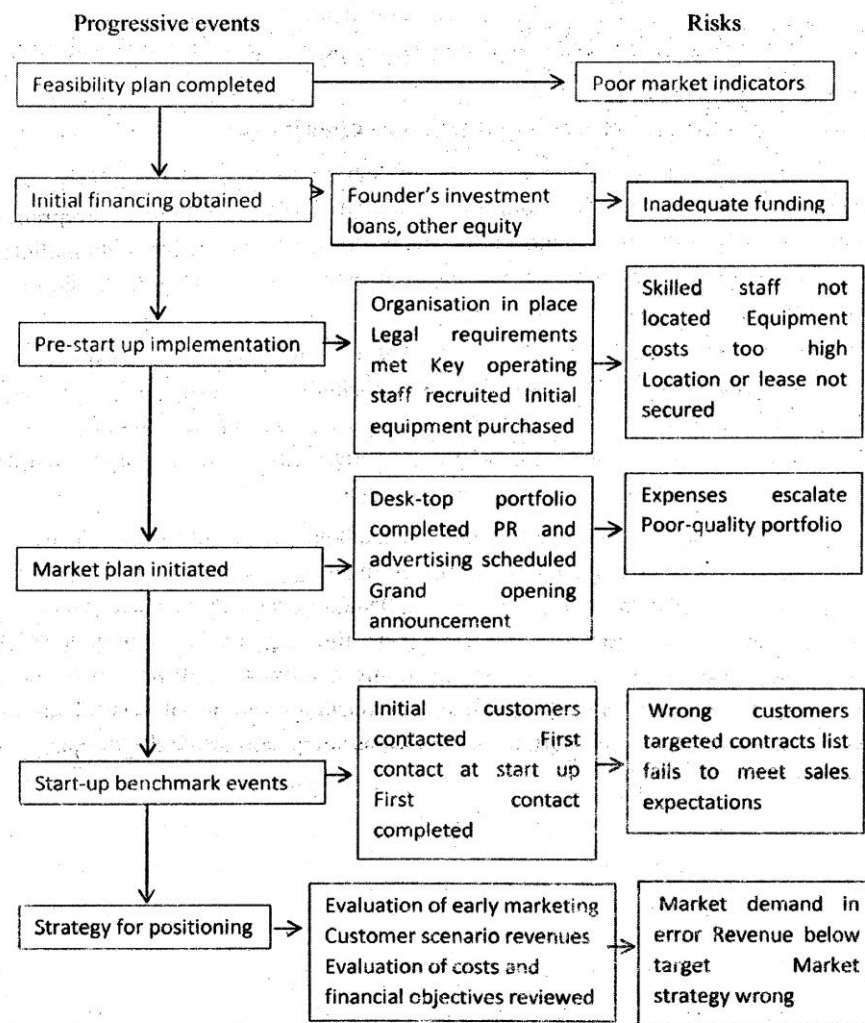 Progressive events
Risks
Feasibility plan completed
Poor market indicators
Initial financing obtained
Founder's investment
loans, other equity
Inadequate funding
Pre-start up implementation
Organisation in place
Legal requirements
met Key operating
staff recruited Initial
equipment purchased
Skilled staff not
located Equipment
costs too high
Location or lease not
secured
Market plan initiated
Desk-top portfolio
completed PR and
advertising scheduled
Grand opening
announcement
Expenses escalate
Poor-quality portfolio
Start-up benchmark events
Initial customers
contacted First
contact at start up
First contact
completed
Wrong customers
targeted contracts list
fails to meet sales
expectations
Strategy for positioning
Evaluation of early marketing
Customer scenario revenues
Evaluation of costs and
financial objectives reviewed
Market demand in
error Revenue below
target Market
strategy wrong